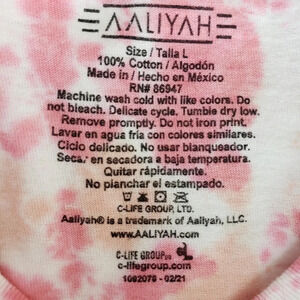 AALIYAH
Size / Talla L
100% Cotton / Algodón
Made in / Hecho en México
RN# 86947
Machine wash cold with like colors. Do
not bleach. Delicate cycle. Tumble dry low.
Remove promptly. Do not iron print.
Lavar en agua fría con colores similares.
Ciclo delicado. No usar blanqueador.
Secar en secadora a baja temperatura.
Quitar rápidamente.
No planchar el estampado.
C-LIFE GROUP, LTD.
Aaliyah® is a trademark of Aaliyah, LLC.
www.AALIYAH.com
C-LIFE GROUP
c-lifegroup.com
1092079 - 02/21